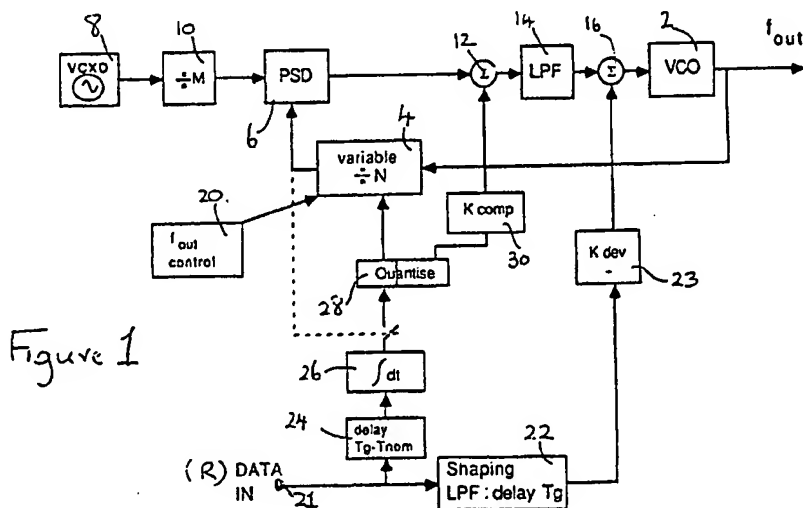 8
VCXO
10
÷M
PSD
6
12
Σ
14
LPF
16
Σ
2
VCO
f out
4
variable
÷ N
20.
f out
control
K comp
30
K dev
-
23
28
Quantise
Figure 1
26
∫ dt
24
delay
Tg-Tnom
(R) DATA
IN
21
22
Shaping
LPF : delay Tg